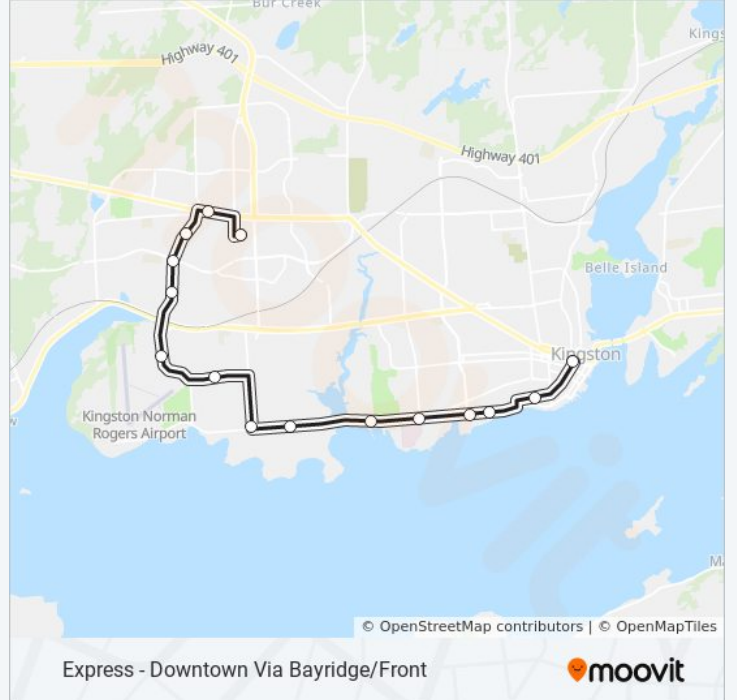 Bur Creek
Highway 401
Kings
Highway 401
Belle Island
Kingston
Kingston Norman
Rogers Airport
w
Ma
© OpenStreetMap contributors | © OpenMapTiles
Express - Downtown Via Bayridge/Front
moovit